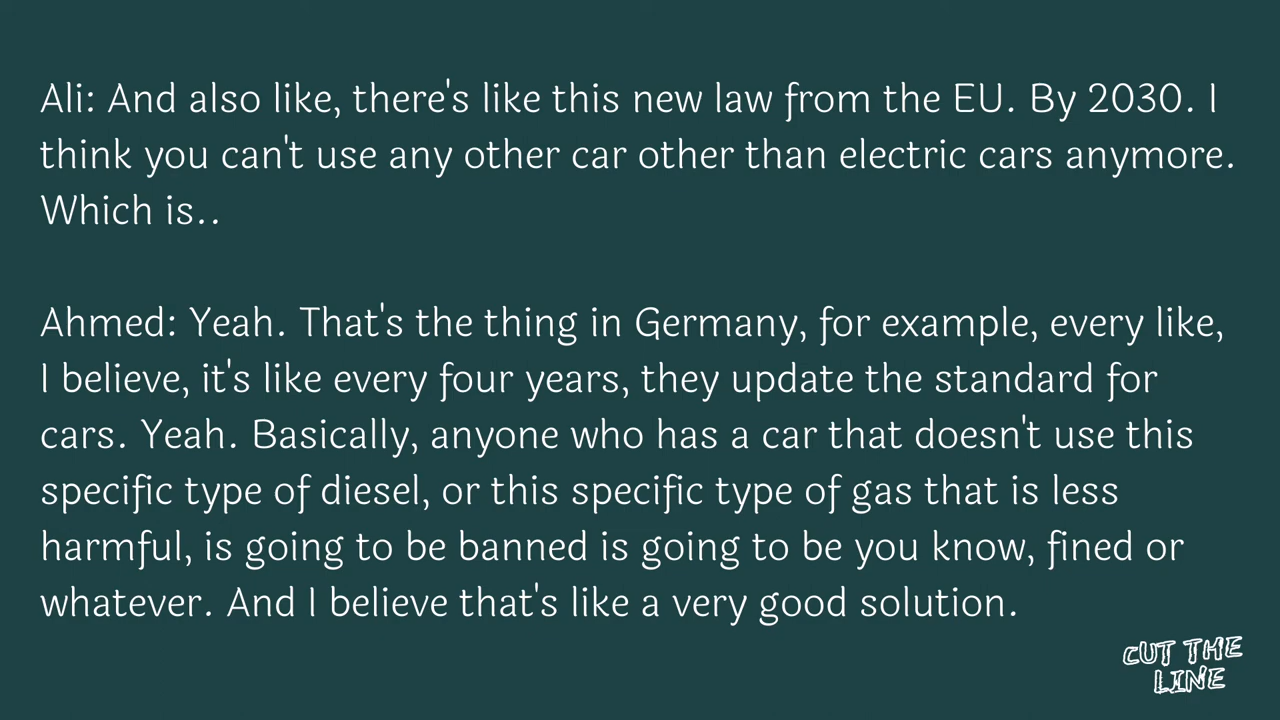 Ali: And also like, there's like this new law from the EU. By 2030. I
think you can't use any other car other than electric cars anymore.
Which is..
Ahmed: Yeah. That's the thing in Germany, for example, every like,
I believe, it's like every four years, they update the standard for
cars. Yeah. Basically, anyone who has a car that doesn't use this
specific type of diesel, or this specific type of gas that is less
harmful, is going to be banned is going to be you know, fined or
whatever. And I believe that's like a very good solution.
CUT THE
LINE